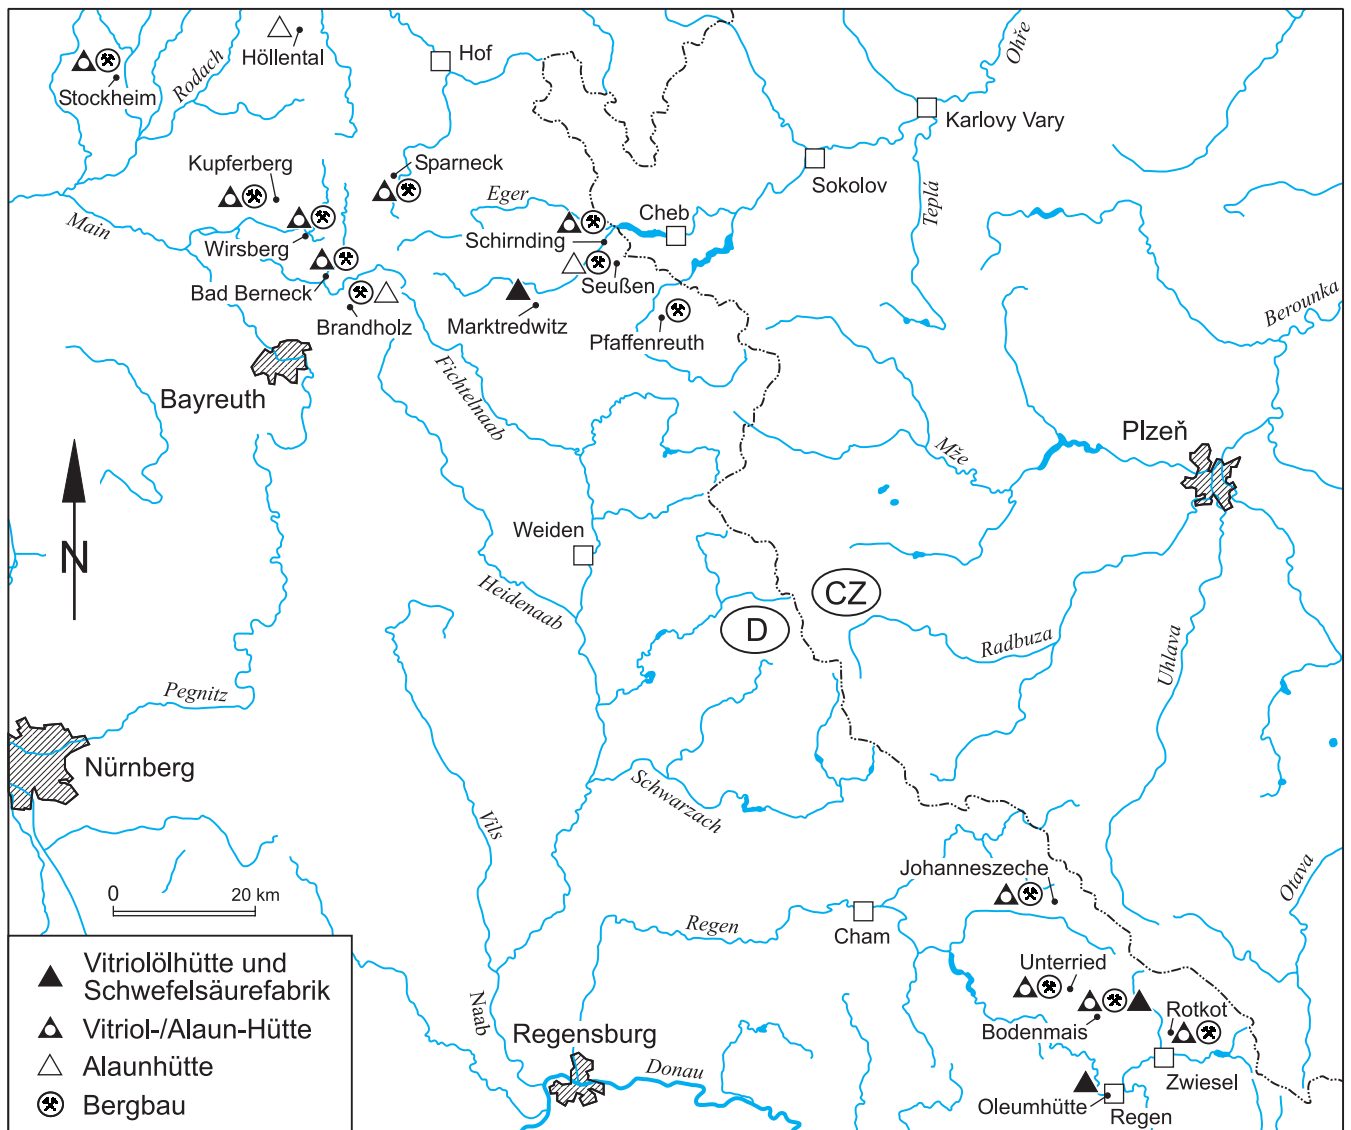 Höllental
Hof
Ohře
Rodach
Stockheim
Karlovy Vary
Kupferberg
Sparneck
Sokolov
Eger
Teplá
Main
Cheb
Wirsberg
Schirnding
Bad Berneck
Seußen
Brandholz
Marktredwitz
Pfaffenreuth
Berounka
Bayreuth
Fichtelnaab
Plzeň
Mže
N
Weiden
Heidenaab
CZ
D
Radbuza
Uhlava
Pegnitz
Nürnberg
Schwarzach
Vils
Johanneszeche
Otava
0 20 km
Regen
Cham
Unterried
Vitriolölhütte und
Schwefelsäurefabrik
Bodenmais
Rotkot
Naab
Vitriol-/Alaun-Hütte
Regensburg
Donau
Alaunhütte
Zwiesel
Oleumhütte
Regen
Bergbau